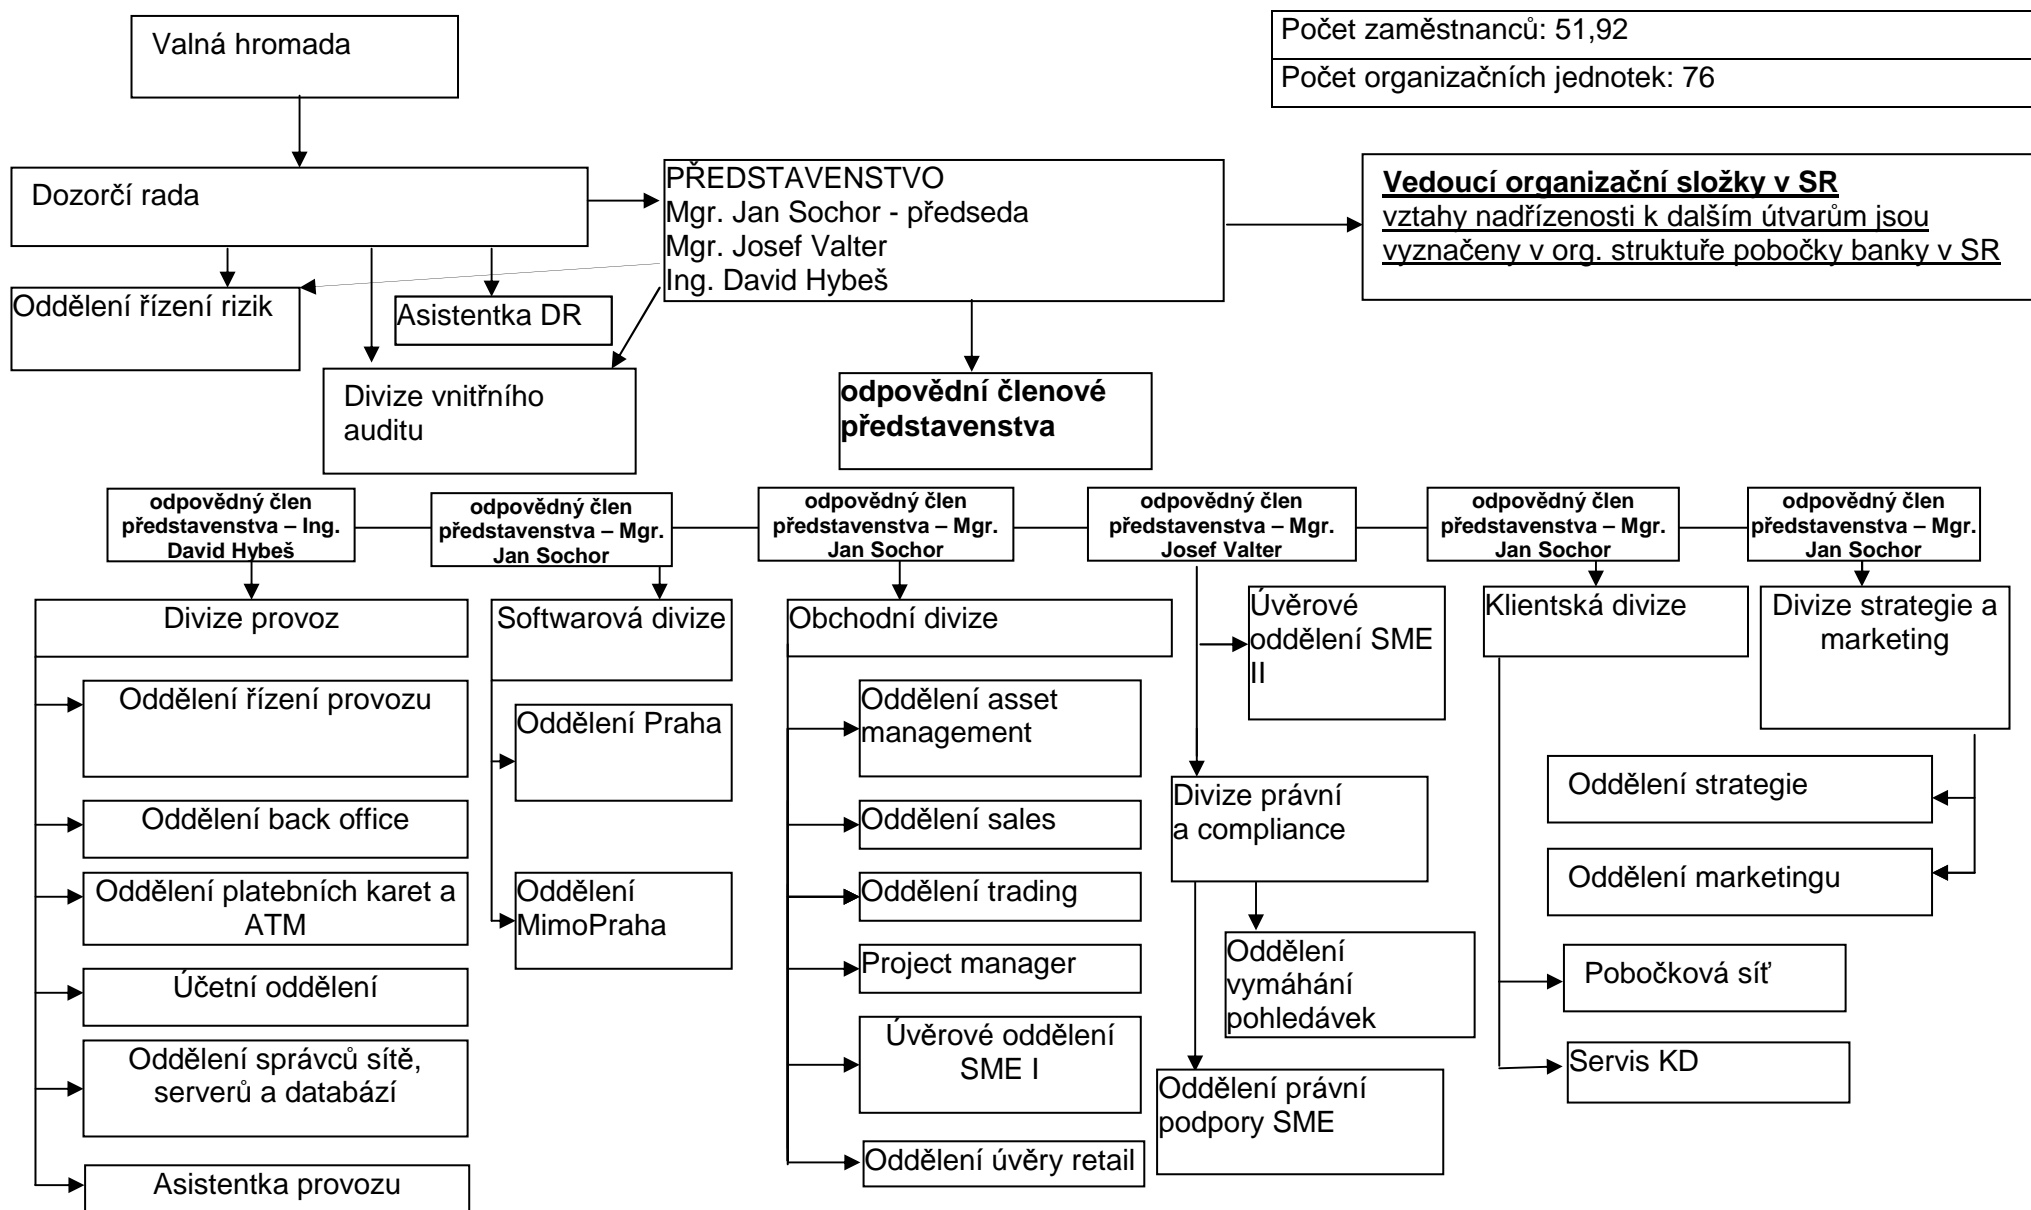 Valná hromada
Počet zaměstnanců: 51,92
Počet organizačních jednotek: 76
Dozorčí rada
PŘEDSTAVENSTVO
Mgr. Jan Sochor - předseda
Mgr. Josef Valter
Ing. David Hybeš
Vedoucí organizační složky v SR
vztahy nadřízenosti k dalším útvarům jsou
vyznačeny v org. struktuře pobočky banky v SR
Oddělení řízení rizik
Asistentka DR
Divize vnitřního
auditu
odpovědní členové
představenstva
odpovědný člen
představenstva – Ing.
David Hybeš
odpovědný člen
představenstva – Mgr.
Jan Sochor
odpovědný člen
představenstva – Mgr.
Jan Sochor
odpovědný člen
představenstva – Mgr.
Josef Valter
odpovědný člen
představenstva – Mgr.
Jan Sochor
odpovědný člen
představenstva – Mgr.
Jan Sochor
Divize provoz
Oddělení řízení provozu
Oddělení back office
Oddělení platebních karet a
ATM
Účetní oddělení
Oddělení správců sítě,
serverů a databází
Asistentka provozu
Softwarová divize
Oddělení Praha
Oddělení
MimoPraha
Obchodní divize
Oddělení asset
management
Oddělení sales
Oddělení trading
Project manager
Úvěrové oddělení
SME I
Oddělení úvěry retail
Úvěrové
oddělení SME
II
Divize právní
a compliance
Oddělení
vymáhání
pohledávek
Oddělení právní
podpory SME
Klientská divize
Pobočková síť
Servis KD
Divize strategie a
marketing
Oddělení strategie
Oddělení marketingu